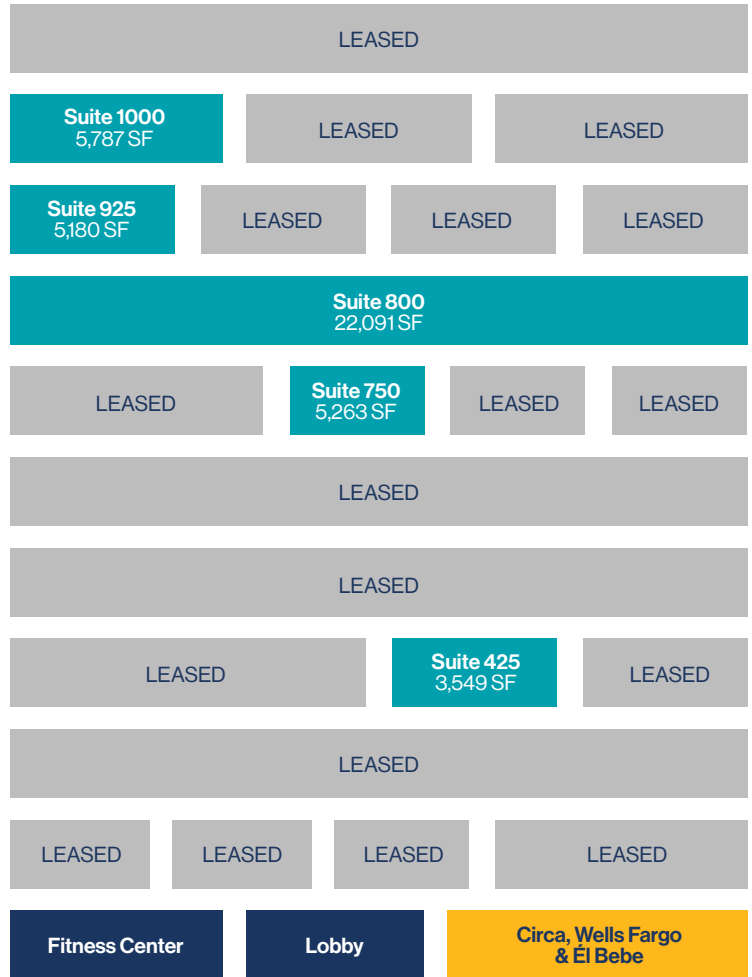 LEASED
Suite 1000
5,787 SF
LEASED
LEASED
Suite 925
5,180 SF
LEASED
LEASED
LEASED
Suite 800
22,091 SF
LEASED
Suite 750
5,263 SF
LEASED
LEASED
LEASED
LEASED
LEASED
Suite 425
3,549 SF
LEASED
LEASED
LEASED
LEASED
LEASED
LEASED
Fitness Center
Lobby
Circa, Wells Fargo
& Él Bebe